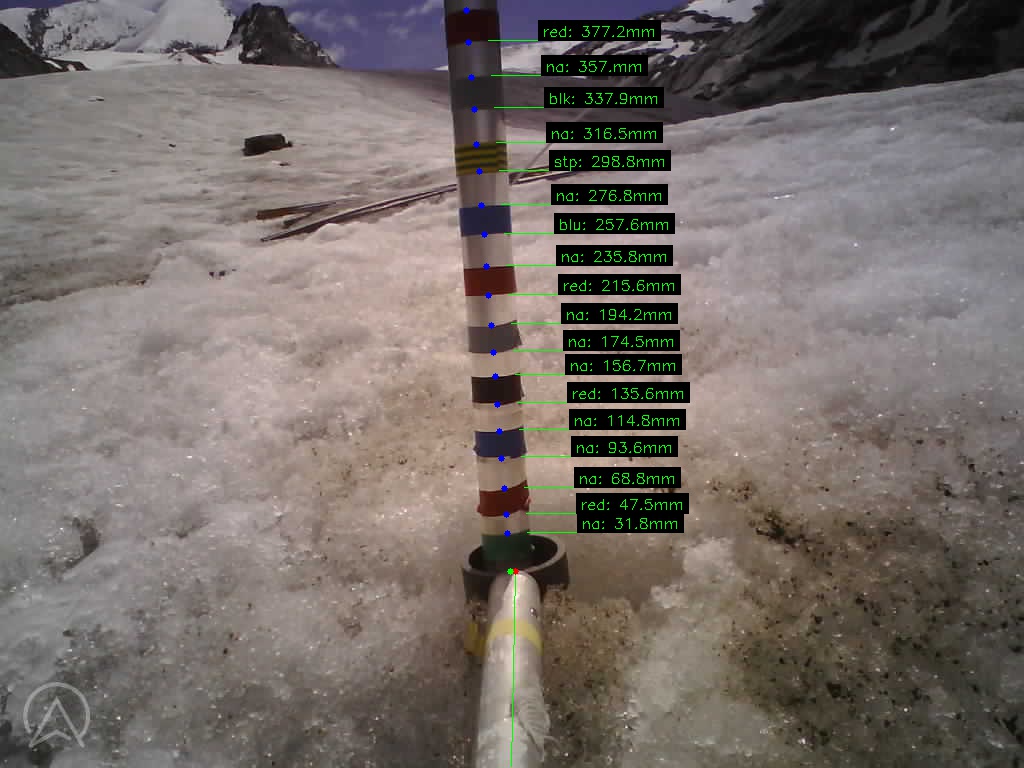 red: 377.2mm
na: 357.mm
blk: 337.9mm
na: 316.5mm
stp: 298.8mm
na: 276.8mm
blu: 257.6mm
na: 235.8mm
red: 215.6mm
na: 194.2mm
na: 174.5mm
na: 156.7mm
red: 135.6mm
na: 114.8mm
na: 93.6mm
na: 68.8mm
red: 47.5mm
na: 31.8mm